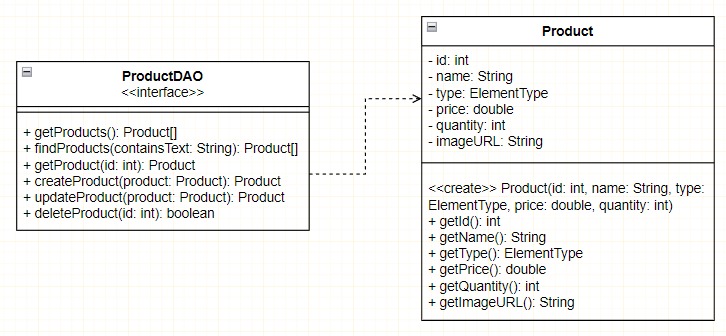 ProductDAO
<<interface>>
+ getProducts(): Product[]
+ findProducts(containsText: String): Product[]
+ getProduct(id: int): Product
+ createProduct(product: Product): Product
+ updateProduct(product: Product): Product
+ deleteProduct(id: int): boolean
Product
- id: int
- name: String
- type: ElementType
- price: double
- quantity: int
- imageURL: String
<<create>> Product(id: int, name: String, type:
ElementType, price: double, quantity: int)
+ getId(): int
+ getName(): String
+ getType(): ElementType
+ getPrice(): double
+ getQuantity(): int
+ getImageURL(): String